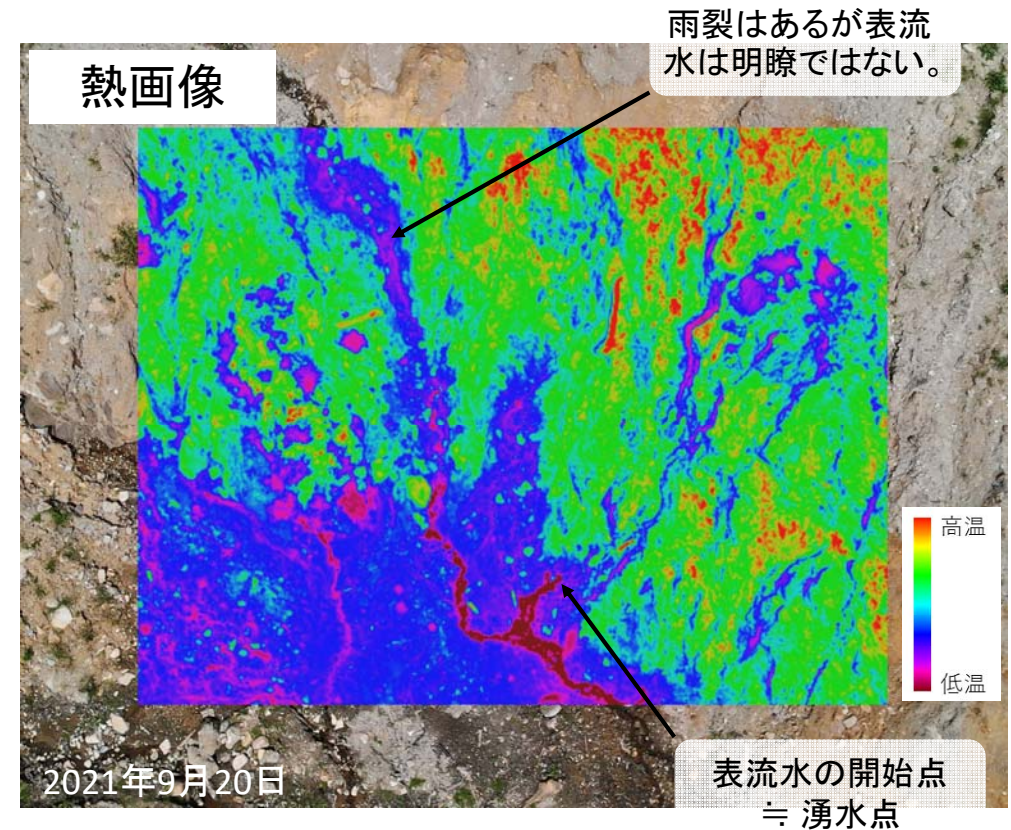 雨裂はあるが表流
水は明瞭ではない。
熱画像
高温
低温
2021年9月20日
表流水の開始点
≒ 湧水点